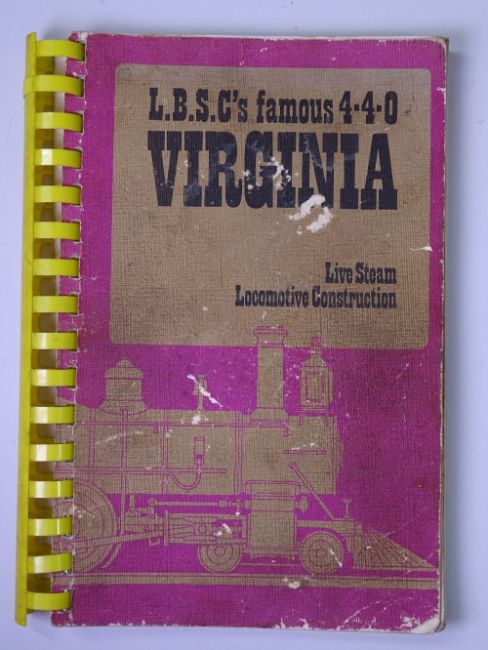 L.B.S.C's famous 4-4-0
VIRGINIA
Live Steam
Locomotive Construction